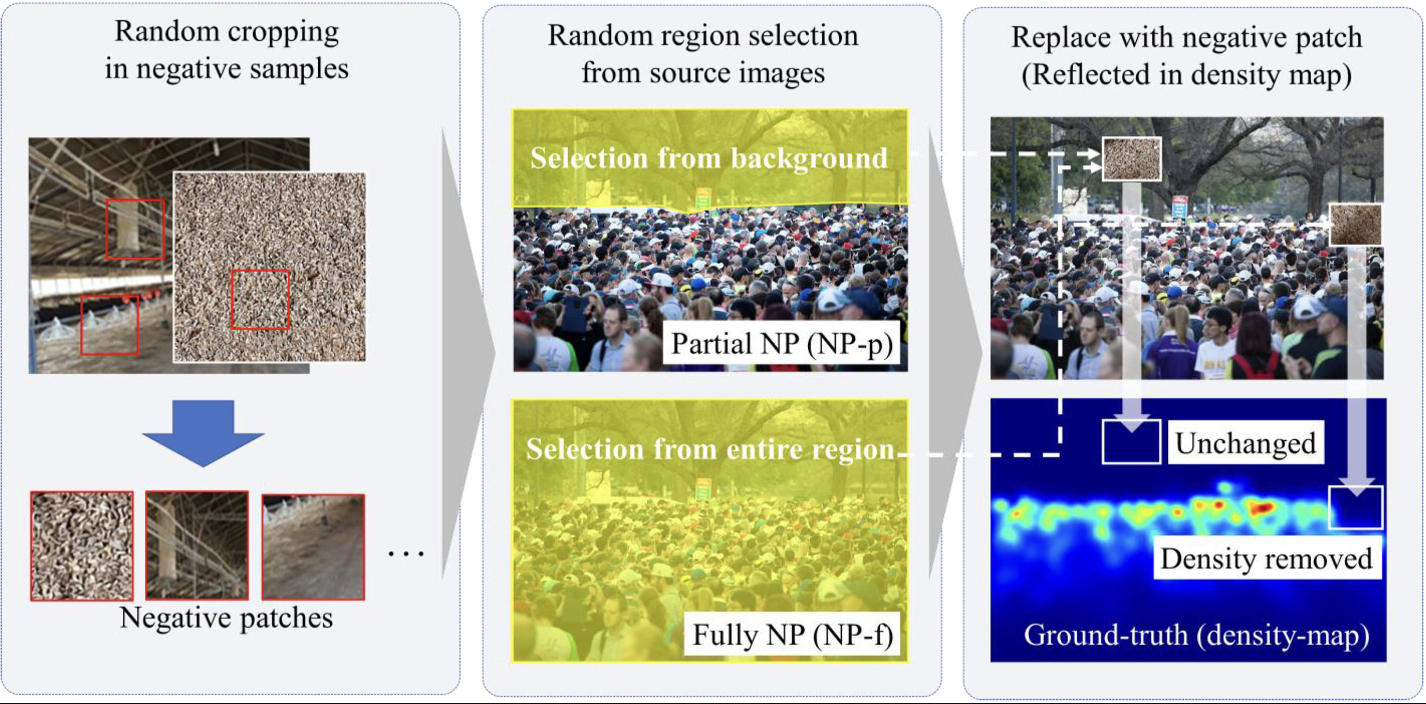 Random cropping
in negative samples
Negative patches
...
Random region selection
from source images
Selection from background
Partial NP (NP-p)
Selection from entire region
Fully NP (NP-f)
Replace with negative patch
(Reflected in density map)
Unchanged
Density removed
Ground-truth (density-map)